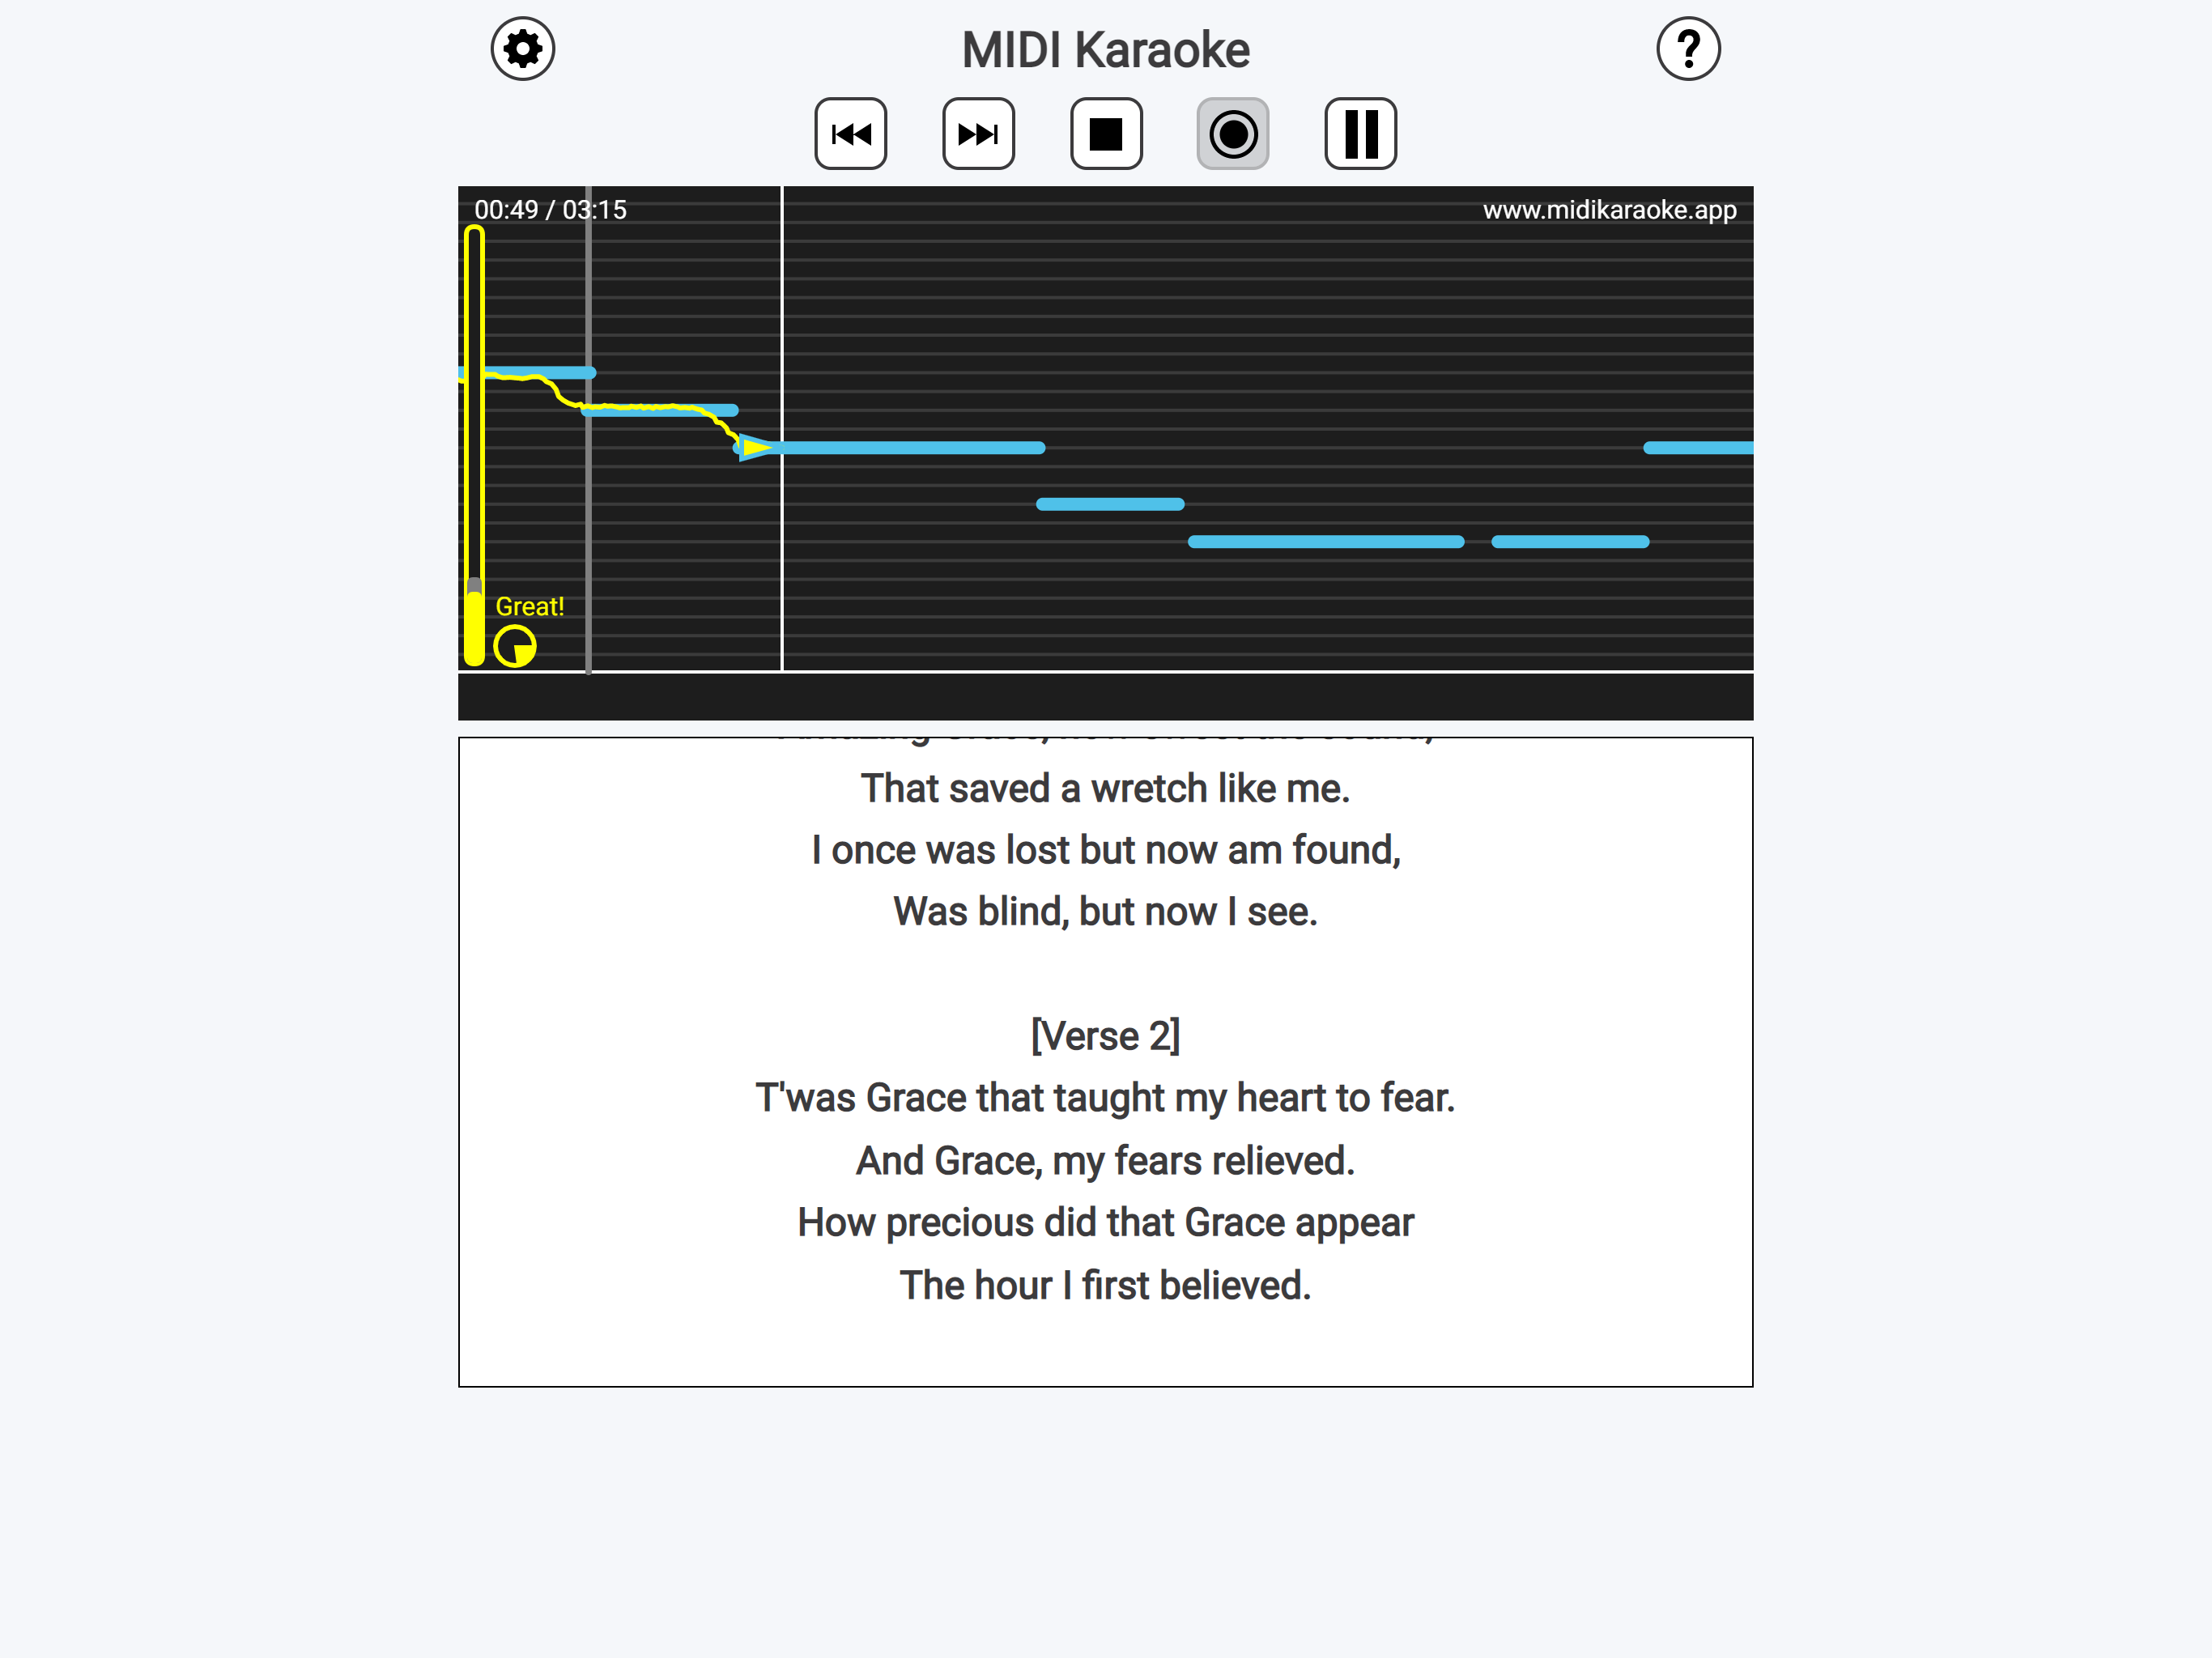 MIDI Karaoke
?
00:49 / 03:15
www.midikaraoke.app
Great!
That saved a wretch like me.
I once was lost but now am found,
Was blind, but now I see.
[Verse 2]
T'was Grace that taught my heart to fear.
And Grace, my fears relieved.
How precious did that Grace appear
The hour I first believed.